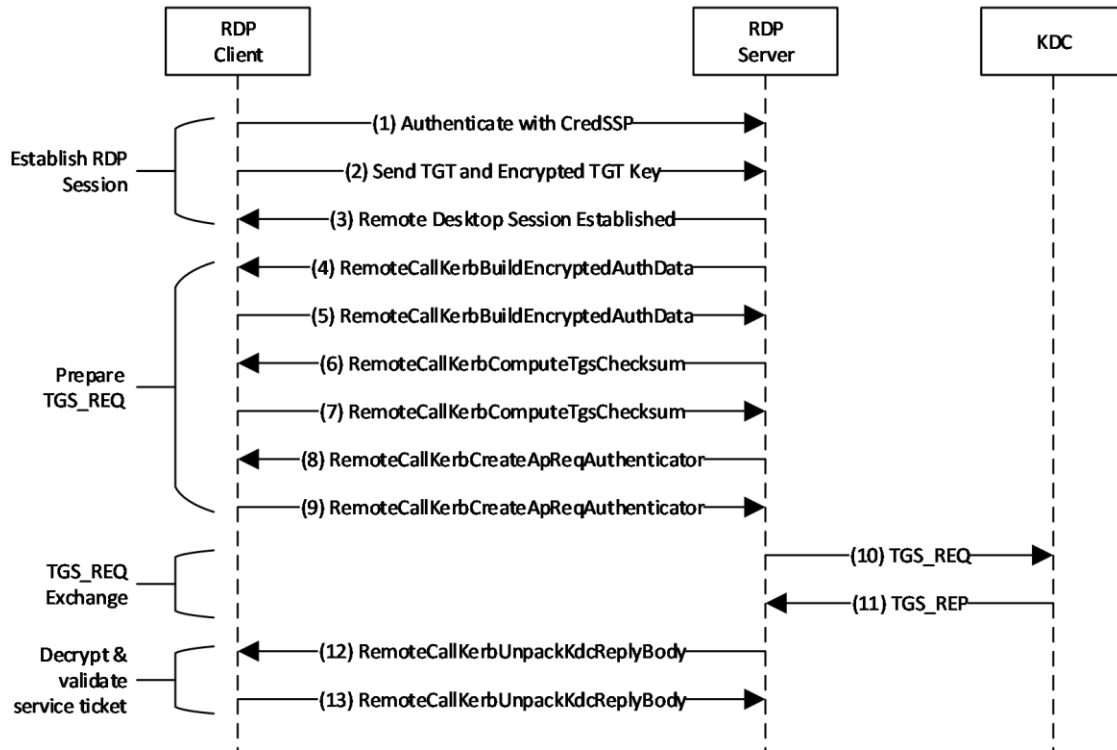 RDP
Client
RDP
Server
KDC
(1) Authenticate with CredSSP
Establish RDP
Session
(2) Send TGT and Encrypted TGT Key
(3) Remote Desktop Session Established
(4) RemoteCallKerbBuildEncryptedAuthData
(5) RemoteCallKerbBuildEncryptedAuthData
(6) RemoteCallKerbComputeTgsChecksum
Prepare
TGS_REQ
(7) RemoteCallKerbComputeTgsChecksum
(8) RemoteCallKerbCreateApReqAuthenticator
(9) RemoteCallKerbCreateApReqAuthenticator
(10) TGS_REQ
TGS_REQ
Exchange
(11) TGS_REP
(12) RemoteCallKerbUnpackKdcReplyBody
Decrypt &
validate
service ticket
(13) RemoteCallKerbUnpackKdcReplyBody